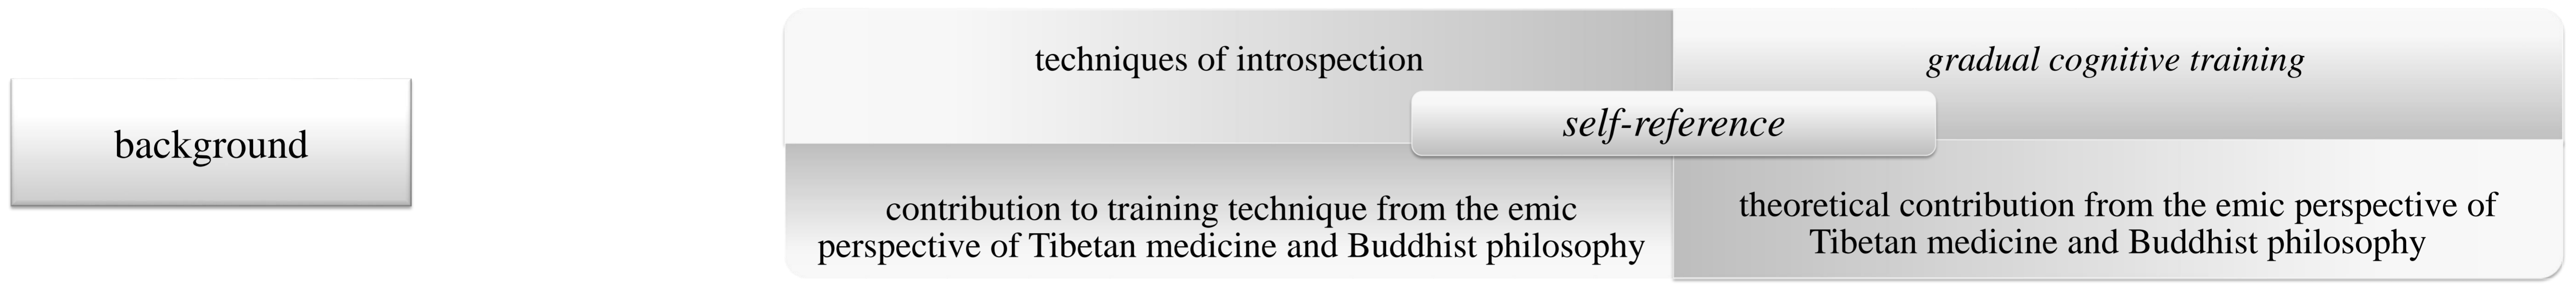 background
techniques of introspection
gradual cognitive training
self-reference
contribution to training technique from the emic
perspective of Tibetan medicine and Buddhist philosophy
theoretical contribution from the emic perspective of
Tibetan medicine and Buddhist philosophy